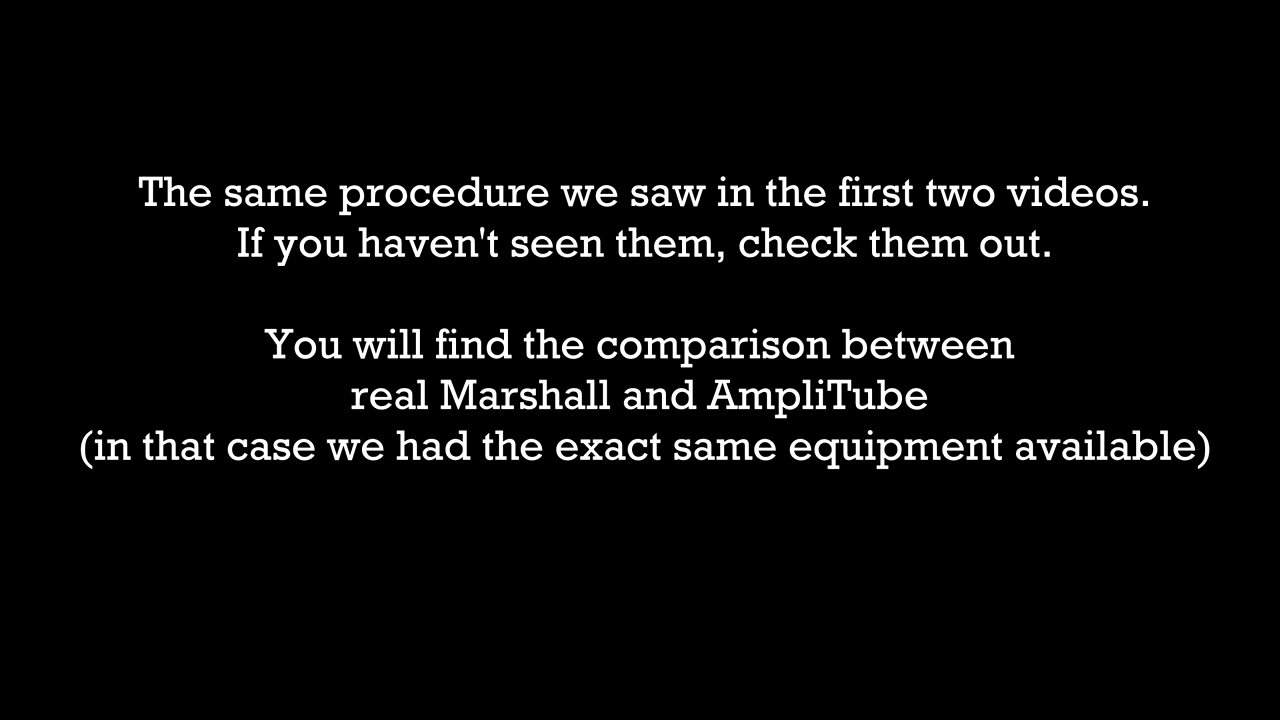 The same procedure we saw in the first two videos.
If you haven't seen them, check them out.
You will find the comparison between
real Marshall and AmpliTube
(in that case we had the exact same equipment available)